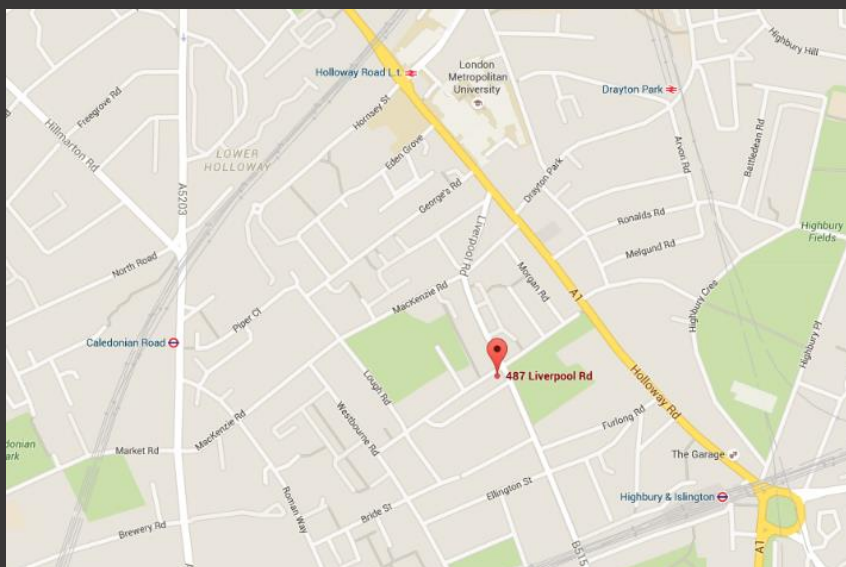 Highbury Hill
London
Metropolitan
University
Holloway Road L.t.
Drayton Park
Freegrove Rd
Hornsey St
Hillmarton Rd
LOWER
HOLLOWAY
Eden Grove
Arvon Rd
Battledean Rd
A5203
George's Rd
Drayton Park
Liverpool Rd
Ronalds Rd
Highbury
Fields
Melgund Rd
North Road
Morgan Rd
A1
MacKenzie Rd
Highbury Cres
Piper Cl
Caledonian Road
Highbury Pl
487 Liverpool Rd
Lough Rd
Holloway Rd
Westbourne Rd
MacKenzie Rd
Furlong Rd
Market Rd
The Garage
Ellington St
Highbury & Islington
Roman Way
Bride St
Brewery Rd
B515
A1